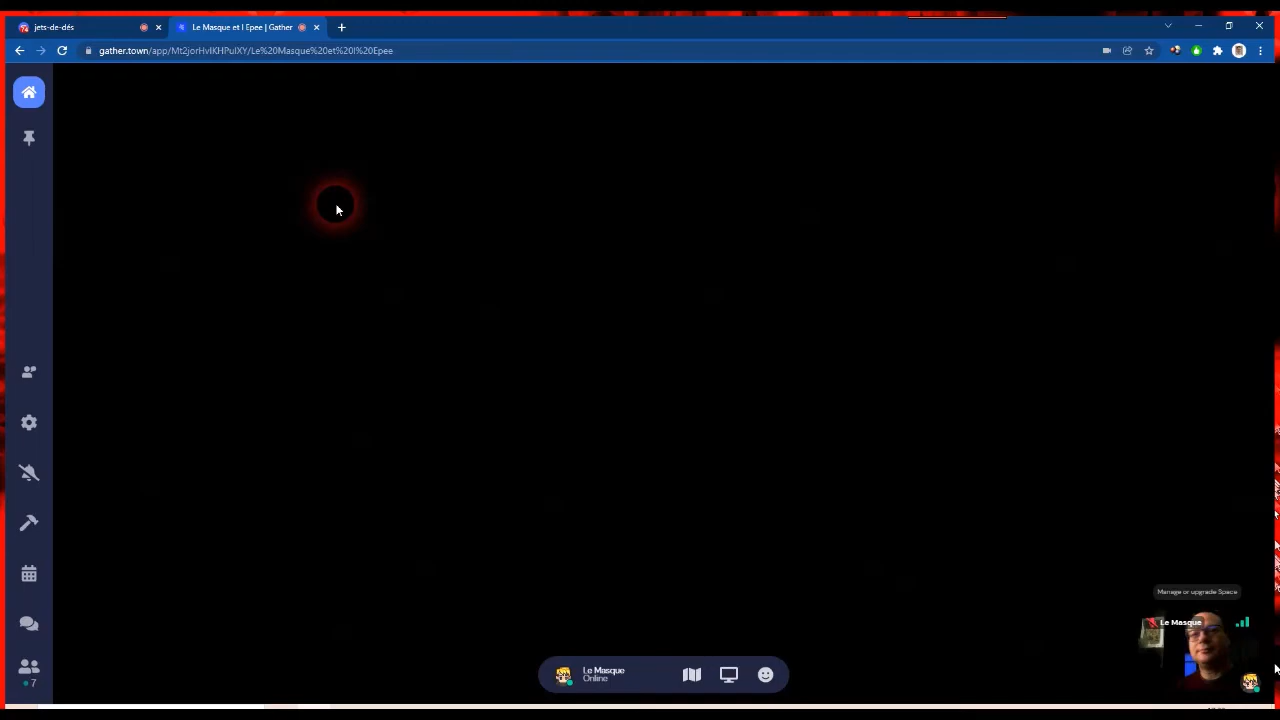 jets-de-dés
Le Masque et l Epee | Gather
gather.town/app/Mt2jorHvIKHPulXY/Le%20Masque%20et%20l%20Epee
Manage or upgrade Space
Le Masque
Le Masque
Online
7